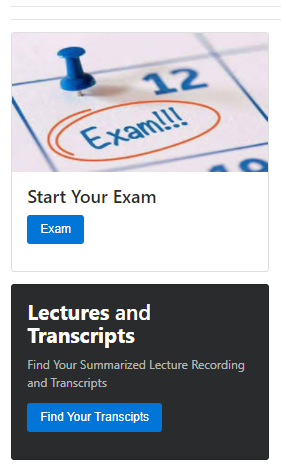 12
Exam!!!
19
Start Your Exam
Exam
Lectures and
Transcripts
Find Your Summarized Lecture Recording
and Transcripts
Find Your Transcipts